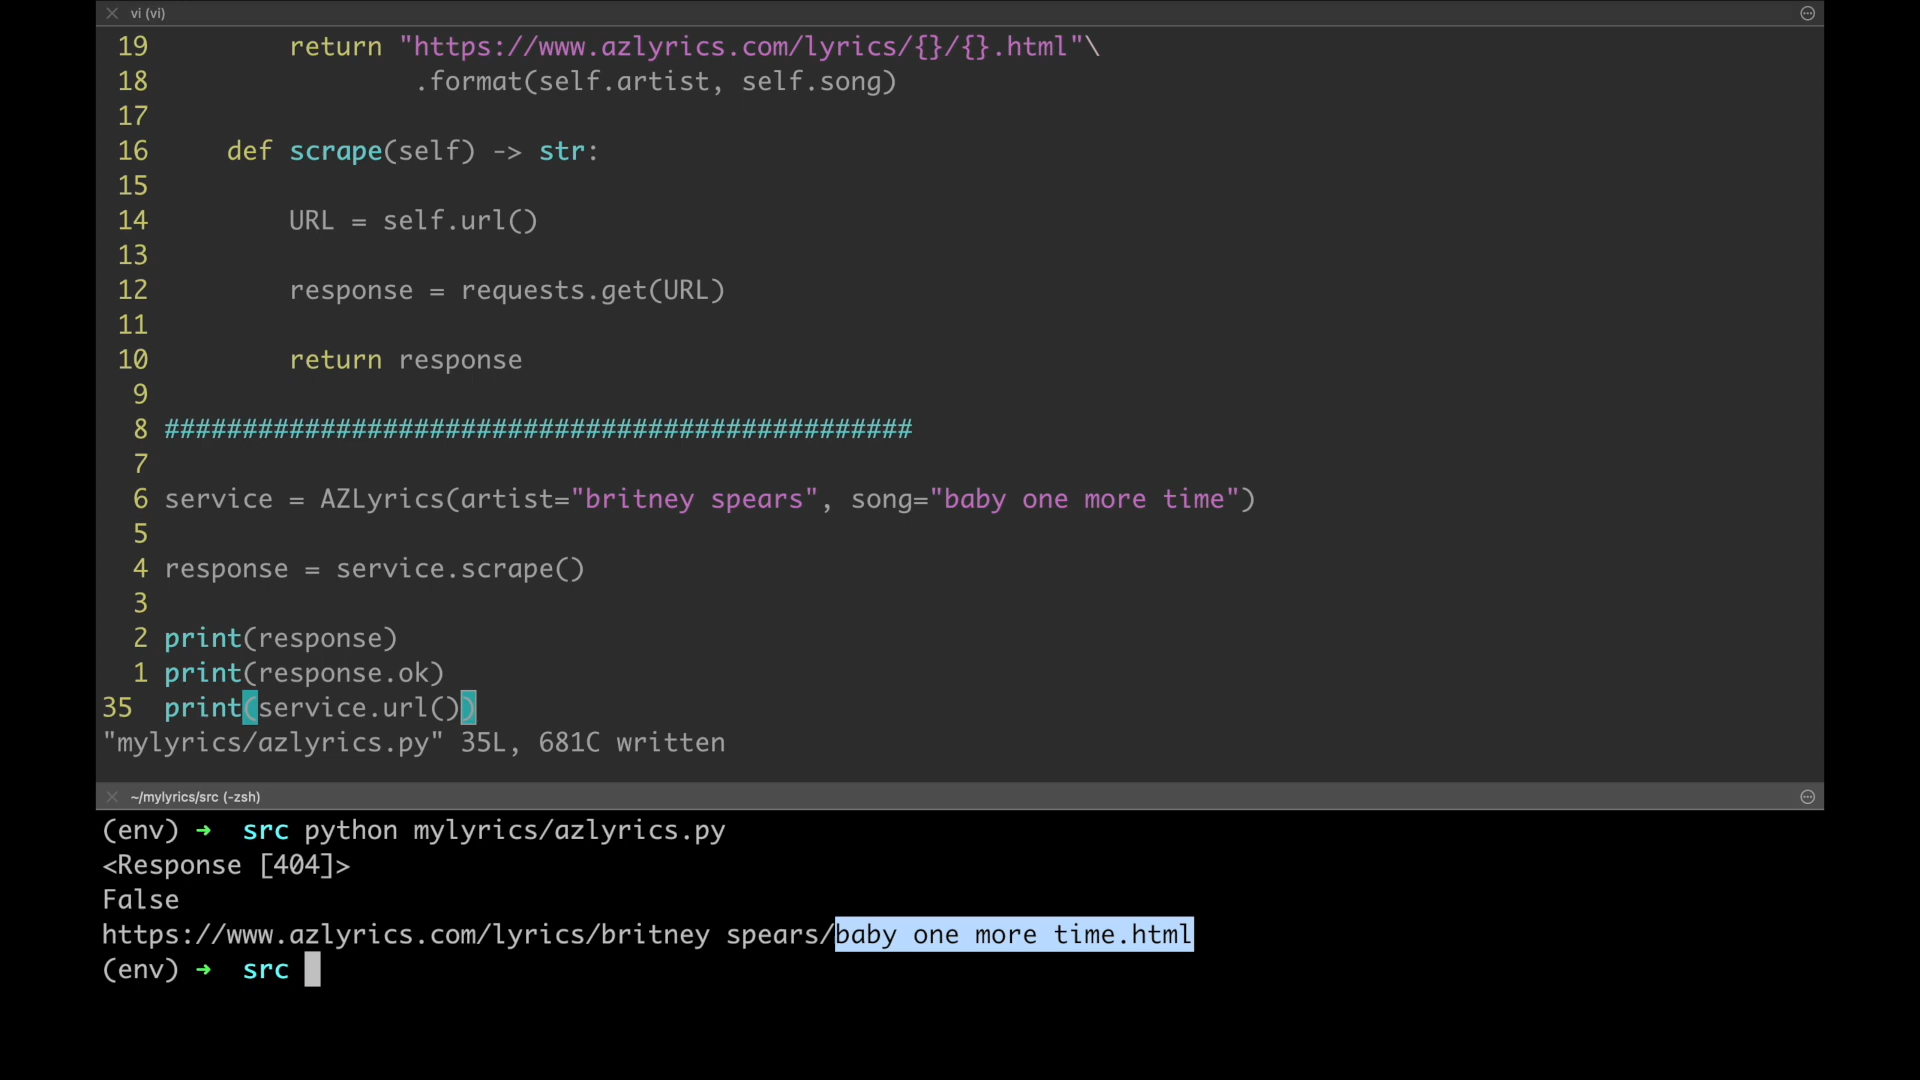 vi (vi)
19 return "https://www.azlyrics.com/lyrics/{}/{}.html"\
18 .format(self.artist, self.song)
17
16 def scrape(self) -> str:
15
14 URL = self.url()
13
12 response = requests.get(URL)
11
10 return response
9
8 ################################################
7
6 service = AZLyrics(artist="britney spears", song="baby one more time")
5
4 response = service.scrape()
3
2 print(response)
1 print(response.ok)
35 print(service.url())
"mylyrics/azlyrics.py" 35L, 681C written
~/mylyrics/src (-zsh)
(env) ➜ src python mylyrics/azlyrics.py
<Response [404]>
False
https://www.azlyrics.com/lyrics/britney spears/baby one more time.html
(env) ➜ src